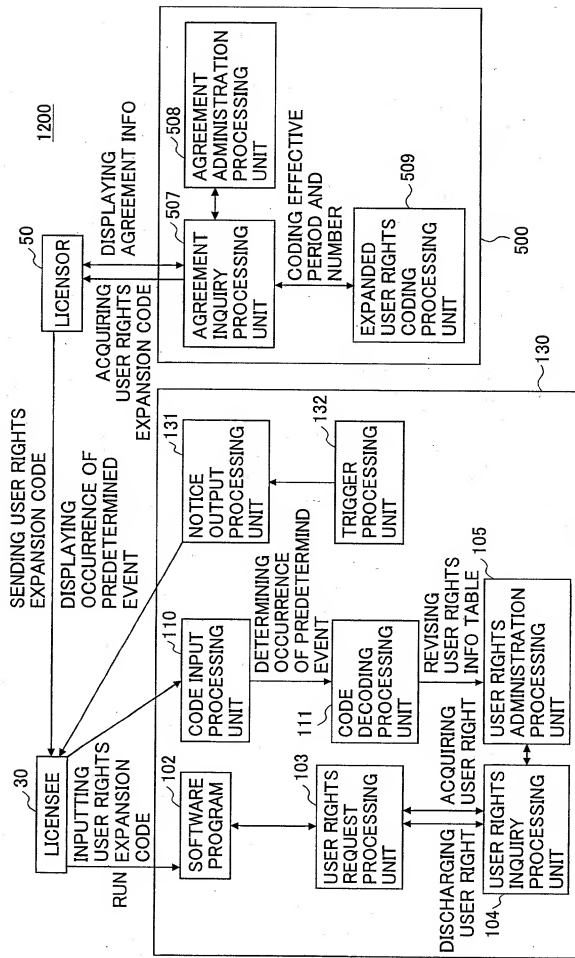 1200
30
LICENSEE
INPUTTING
USER RIGHTS
EXPANSION
CODE
RUN
SENDING USER RIGHTS
EXPANSION CODE
DISPLAYING
OCCURRENCE OF
PREDETERMINED
EVENT
50
LICENSOR
ACQUIRING
USER RIGHTS
EXPANSION CODE
DISPLAYING
AGREEMENT INFO
102
SOFTWARE
PROGRAM
110
CODE INPUT
PROCESSING
UNIT
131
NOTICE
OUTPUT
PROCESSING
UNIT
507
AGREEMENT
INQUIRY
PROCESSING
UNIT
508
AGREEMENT
ADMINISTRATION
PROCESSING
UNIT
DETERMINING
OCCURRENCE
OF PREDETERMIND
EVENT
CODING EFFECTIVE
PERIOD AND
NUMBER
103
USER RIGHTS
REQUEST
PROCESSING
UNIT
111
CODE
DECODING
PROCESSING
UNIT
132
TRIGGER
PROCESSING
UNIT
509
EXPANDED
USER RIGHTS
CODING
PROCESSING
UNIT
500
DISCHARGING
USER RIGHT
ACQUIRING
USER RIGHT
REVISING
USER RIGHTS
INFO TABLE
104
USER RIGHTS
INQUIRY
PROCESSING
UNIT
105
USER RIGHTS
ADMINISTRATION
PROCESSING
UNIT
130